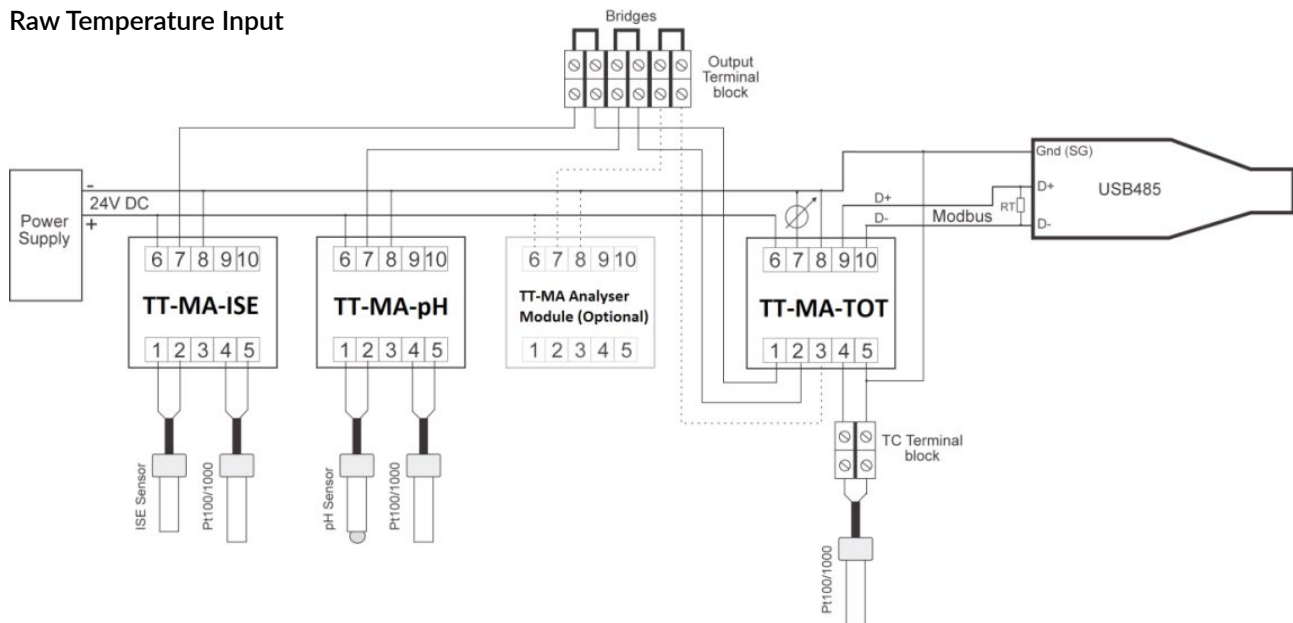 Raw Temperature Input
Bridges
Output
Terminal
block
Power
Supply
-
24V DC
+
Gnd (SG)
D+
D-
RT
USB485
D+
D-
Modbus
6 7 8 9 10
TT-MA-ISE
1 2 3 4 5
6 7 8 9 10
TT-MA-pH
1 2 3 4 5
6 7 8 9 10
TT-MA Analyser
Module (Optional)
1 2 3 4 5
6 7 8 9 10
TT-MA-TOT
1 2 3 4 5
TC Terminal
block
ISE Sensor
Pt100/1000
pH Sensor
Pt100/1000
Pt100/1000